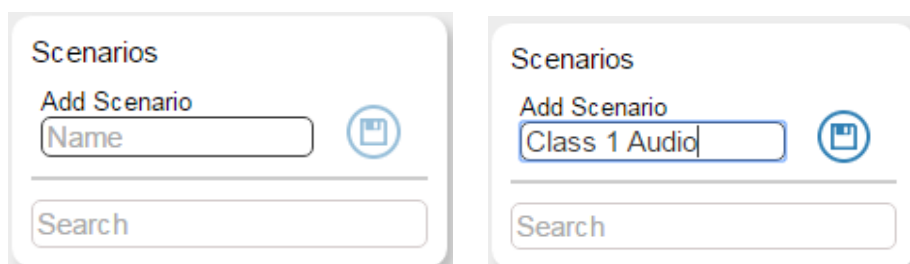 Scenarios
Add Scenario
Name
Search
Scenarios
Add Scenario
Class 1 Audio
Search